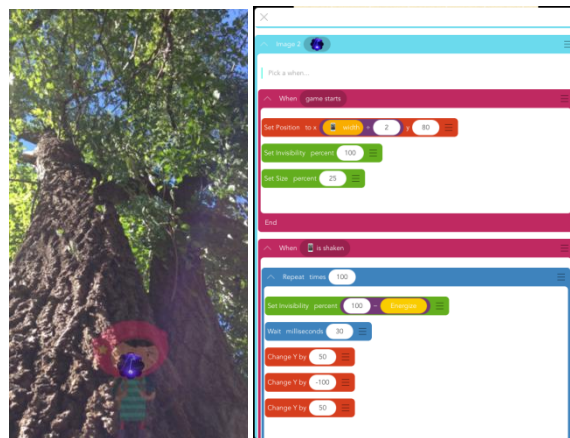 Image 2
Pick a when...
When game starts
Set Position to x width ÷ 2 y 80
Set Invisibility percent 100
Set Size percent 25
End
When is shaken
Repeat times 100
Set Invisibility percent 100 − Energize
Wait milliseconds 30
Change Y by 50
Change Y by -100
Change Y by 50